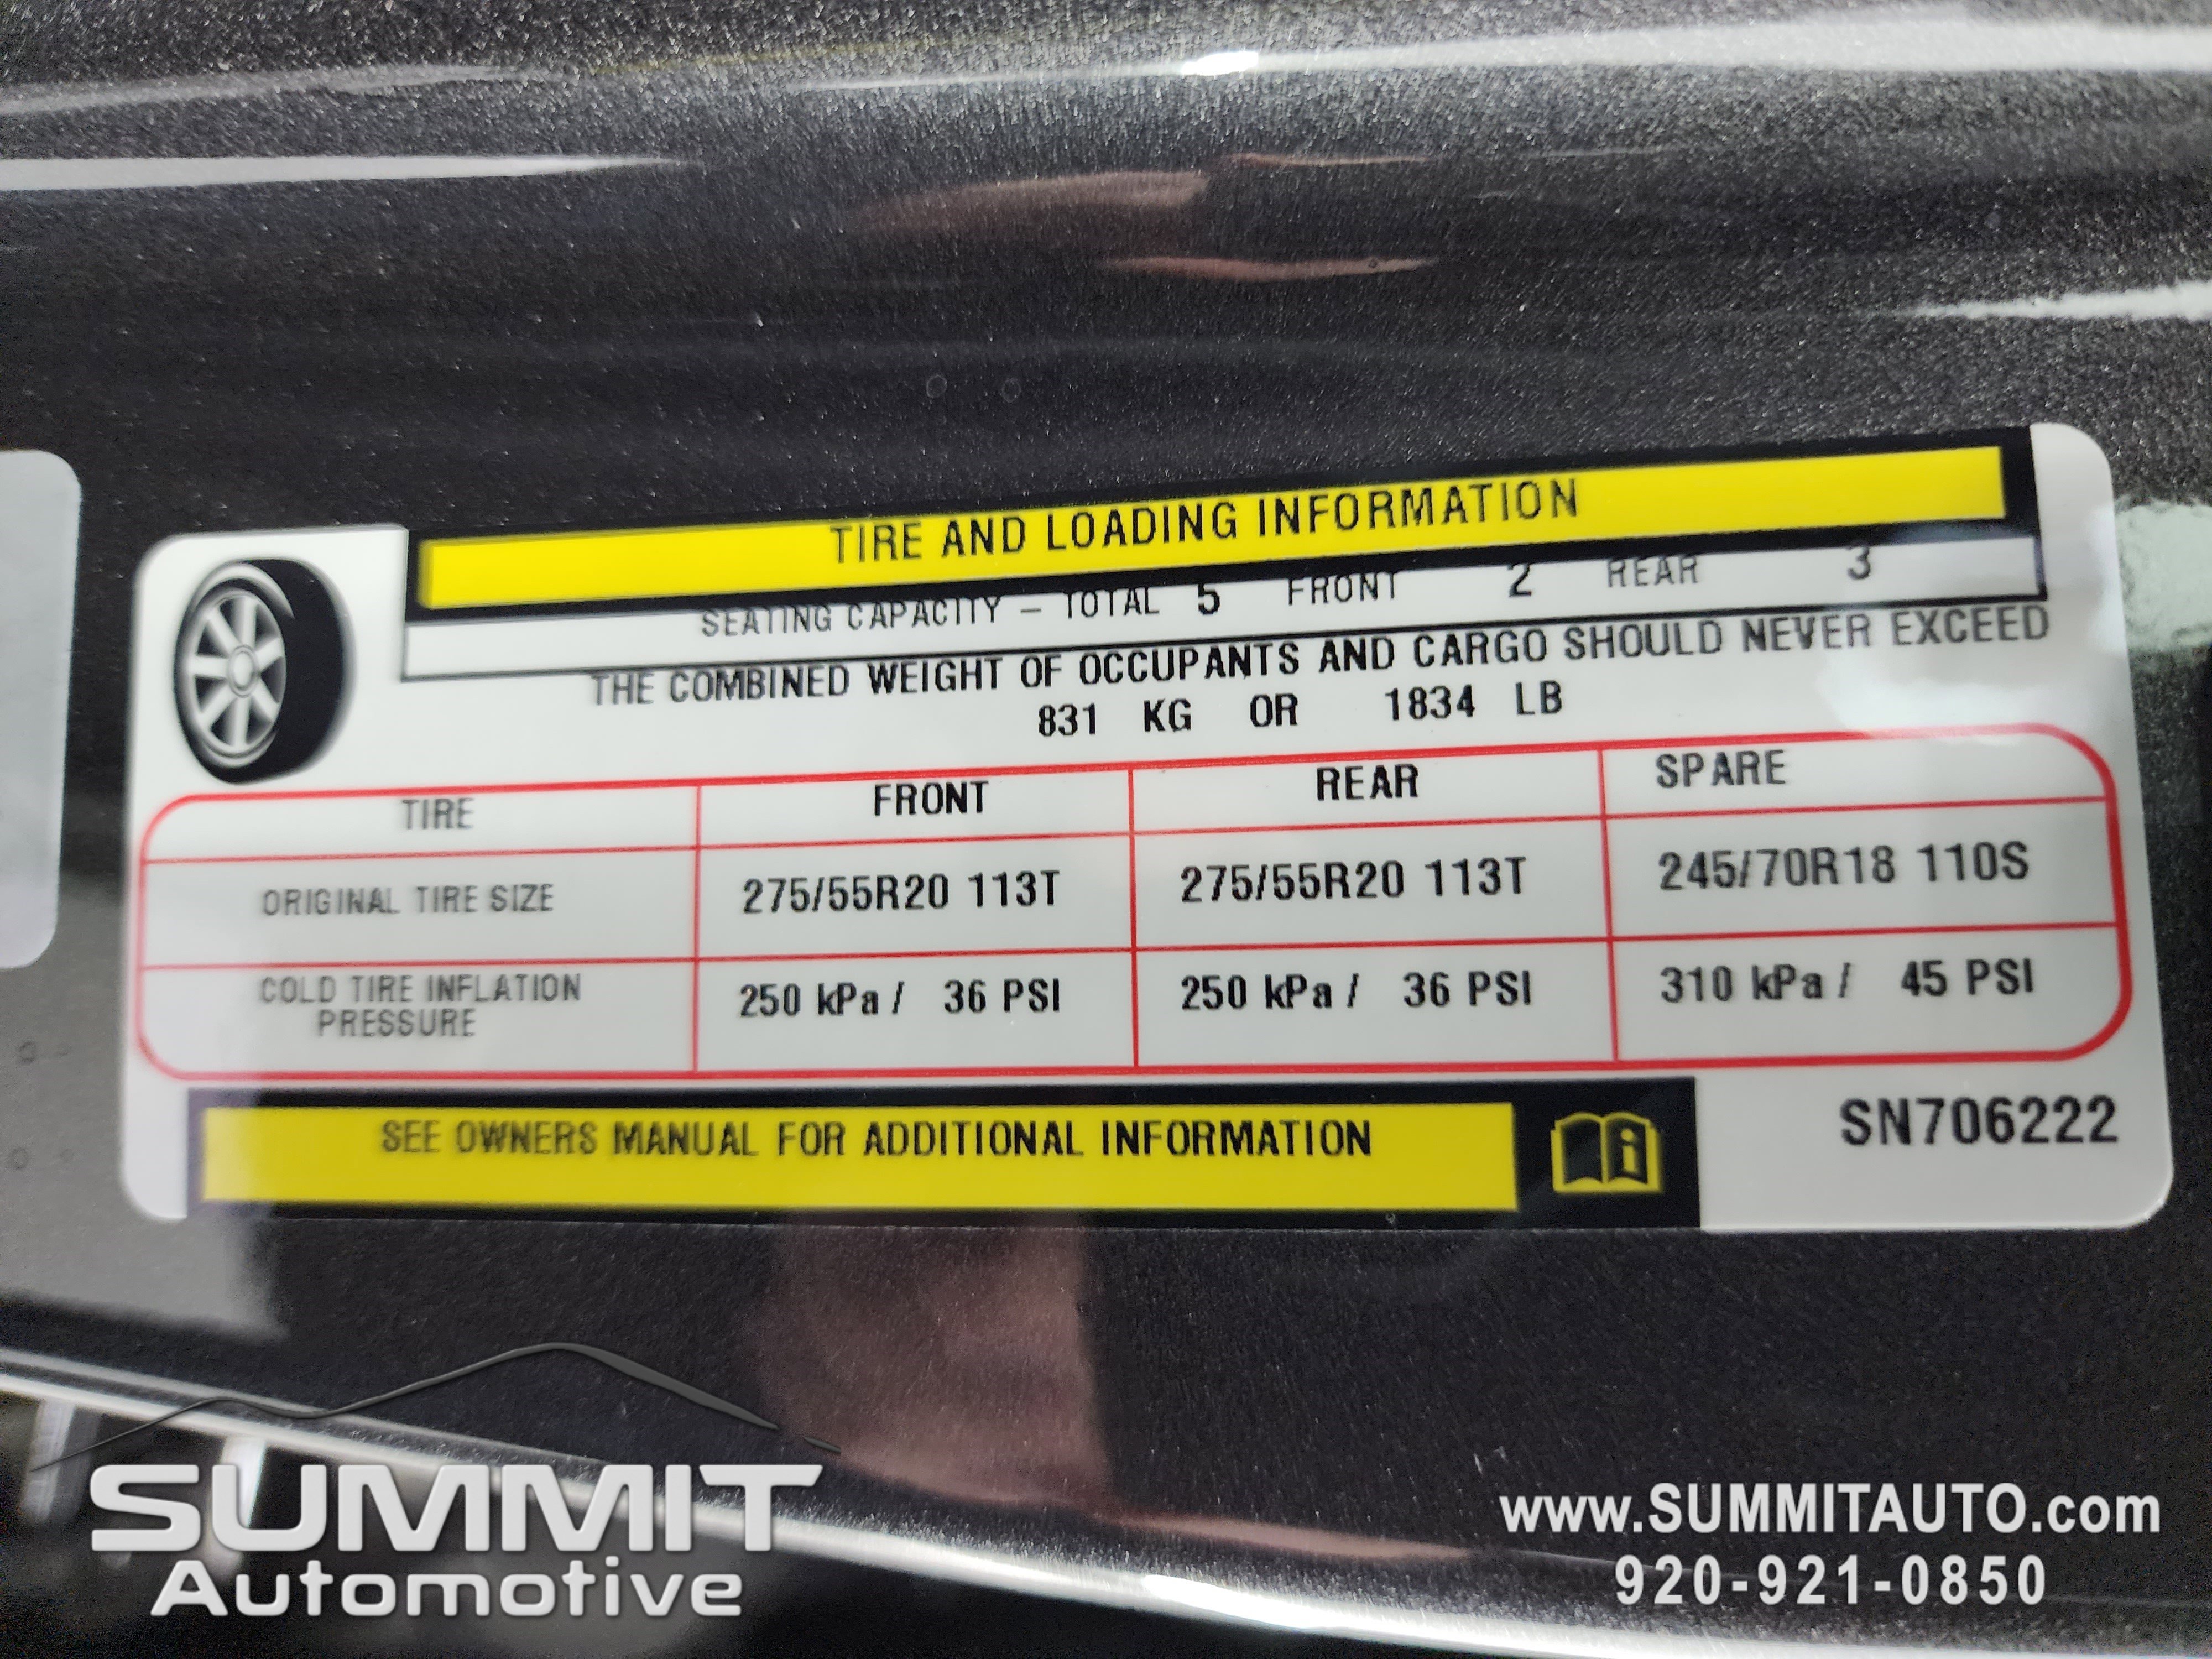 TIRE AND LOADING INFORMATION
SEATING CAPACITY – TOTAL 5 FRONT 2 REAR 3
THE COMBINED WEIGHT OF OCCUPANTS AND CARGO SHOULD NEVER EXCEED
831 KG OR 1834 LB
TIRE FRONT REAR SPARE
ORIGINAL TIRE SIZE 275/55R20 113T 275/55R20 113T 245/70R18 110S
COLD TIRE INFLATION
PRESSURE 250 kPa / 36 PSI 250 kPa / 36 PSI 310 kPa / 45 PSI
SEE OWNERS MANUAL FOR ADDITIONAL INFORMATION
SN706222
SUMMIT
Automotive
www.SUMMITAUTO.com
920-921-0850